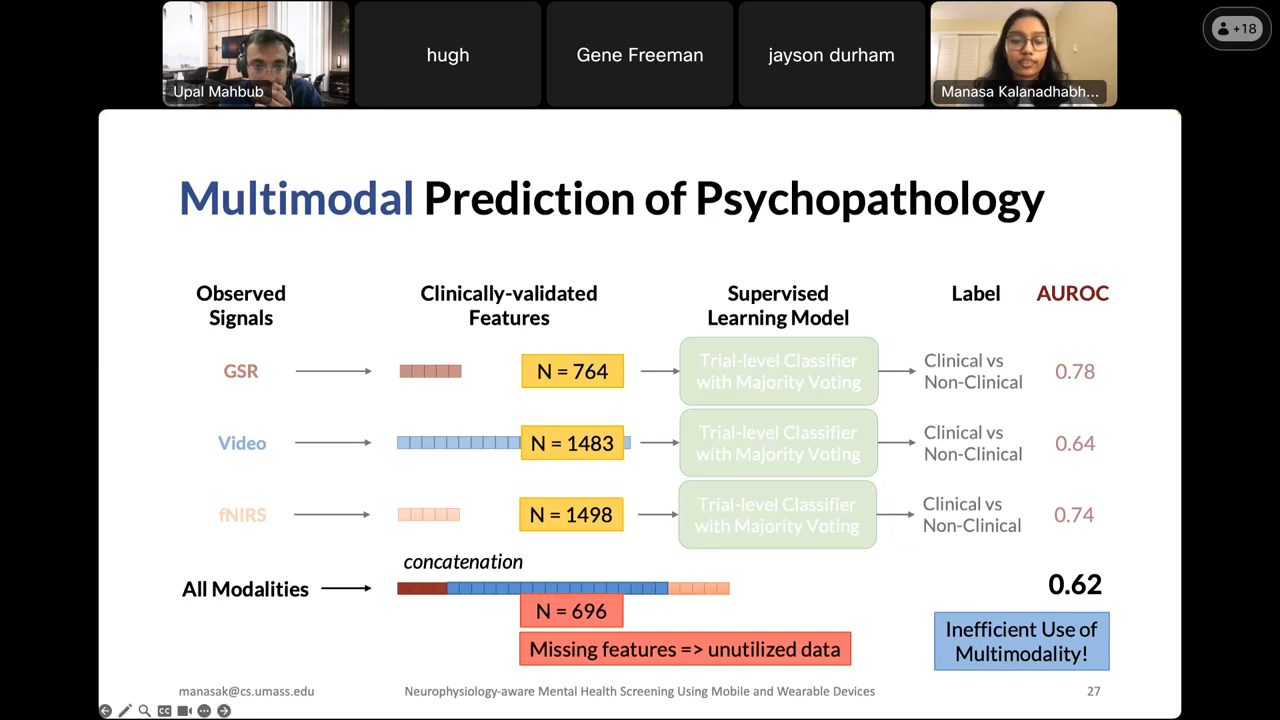 Upal Mahbub
hugh
Gene Freeman
jayson durham
Manasa Kalanadhabh...
+18
Multimodal Prediction of Psychopathology
Observed
Signals
Clinically-validated
Features
Supervised
Learning Model
Label
AUROC
GSR
N = 764
Trial-level Classifier
with Majority Voting
Clinical vs
Non-Clinical
0.78
Video
N = 1483
Trial-level Classifier
with Majority Voting
Clinical vs
Non-Clinical
0.64
fNIRS
N = 1498
Trial-level Classifier
with Majority Voting
Clinical vs
Non-Clinical
0.74
concatenation
All Modalities
0.62
N = 696
Missing features => unutilized data
Inefficient Use of
Multimodality!
manasak@cs.umass.edu
Neurophysiology-aware Mental Health Screening Using Mobile and Wearable Devices
27
CC